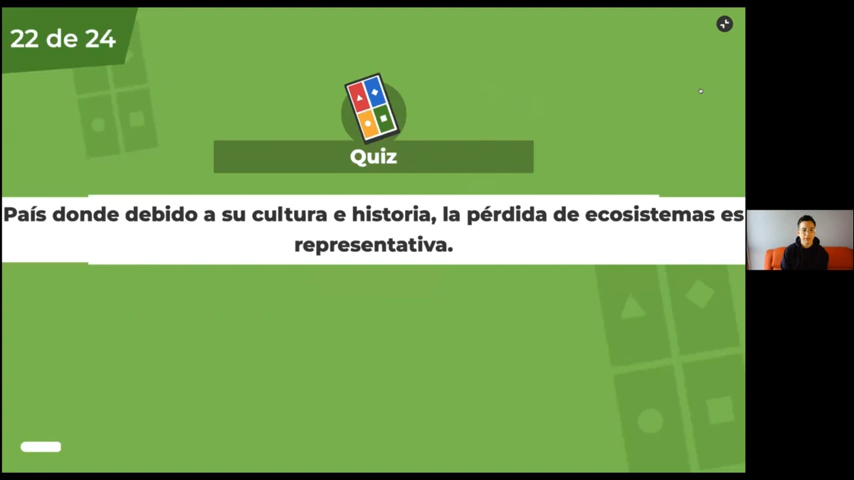 22 de 24
Quiz
País donde debido a su cultura e historia, la pérdida de ecosistemas es
representativa.